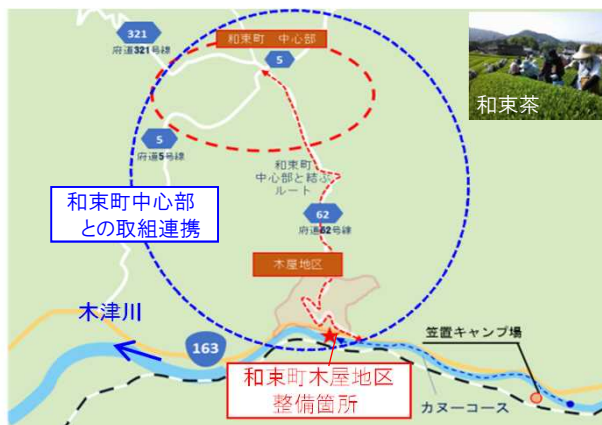 321
府道321号線
和束町 中心部
5
和束茶
5
府道5号線
和束町
中心部と結ぶ
ルート
和束町中心部
との取組連携
62
府道62号線
木屋地区
木津川
163
笠置キャンプ場
和束町木屋地区
整備箇所
カヌーコース